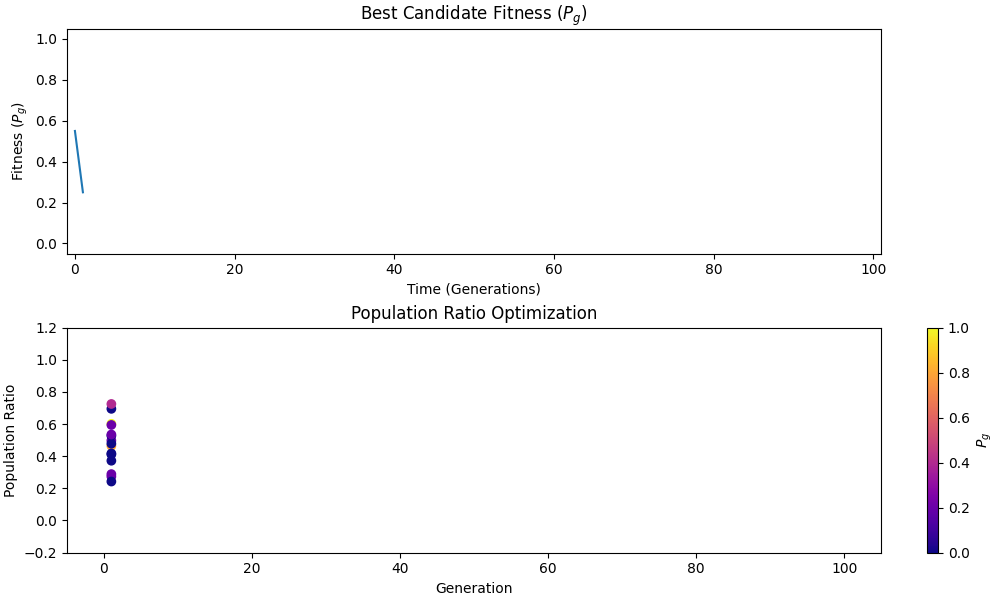 Best Candidate Fitness (P_g)
Fitness (P_g)
1.0
0.8
0.6
0.4
0.2
0.0
0 20 40 60 80 100
Time (Generations)
Population Ratio Optimization
Population Ratio
1.2
1.0
0.8
0.6
0.4
0.2
0.0
−0.2
0 20 40 60 80 100
Generation
1.0
0.8
0.6
0.4
0.2
0.0
P_g